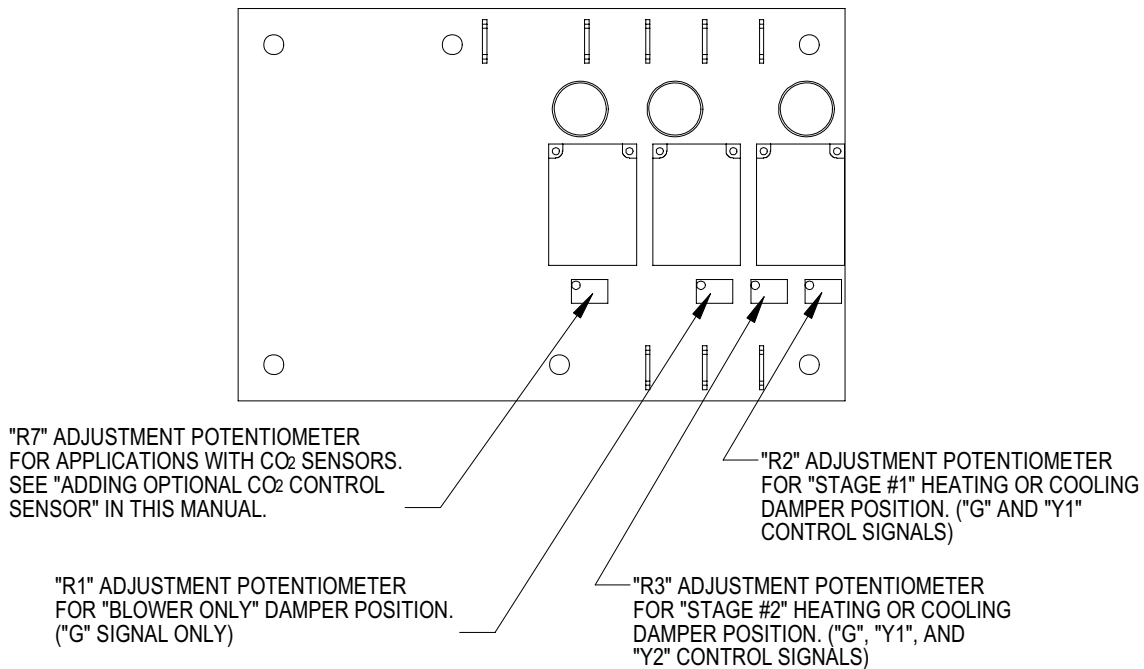 "R7" ADJUSTMENT POTENTIOMETER
FOR APPLICATIONS WITH CO2 SENSORS.
SEE "ADDING OPTIONAL CO2 CONTROL
SENSOR" IN THIS MANUAL.
"R2" ADJUSTMENT POTENTIOMETER
FOR "STAGE #1" HEATING OR COOLING
DAMPER POSITION. ("G" AND "Y1"
CONTROL SIGNALS)
"R1" ADJUSTMENT POTENTIOMETER
FOR "BLOWER ONLY" DAMPER POSITION.
("G" SIGNAL ONLY)
"R3" ADJUSTMENT POTENTIOMETER
FOR "STAGE #2" HEATING OR COOLING
DAMPER POSITION. ("G", "Y1", AND
"Y2" CONTROL SIGNALS)